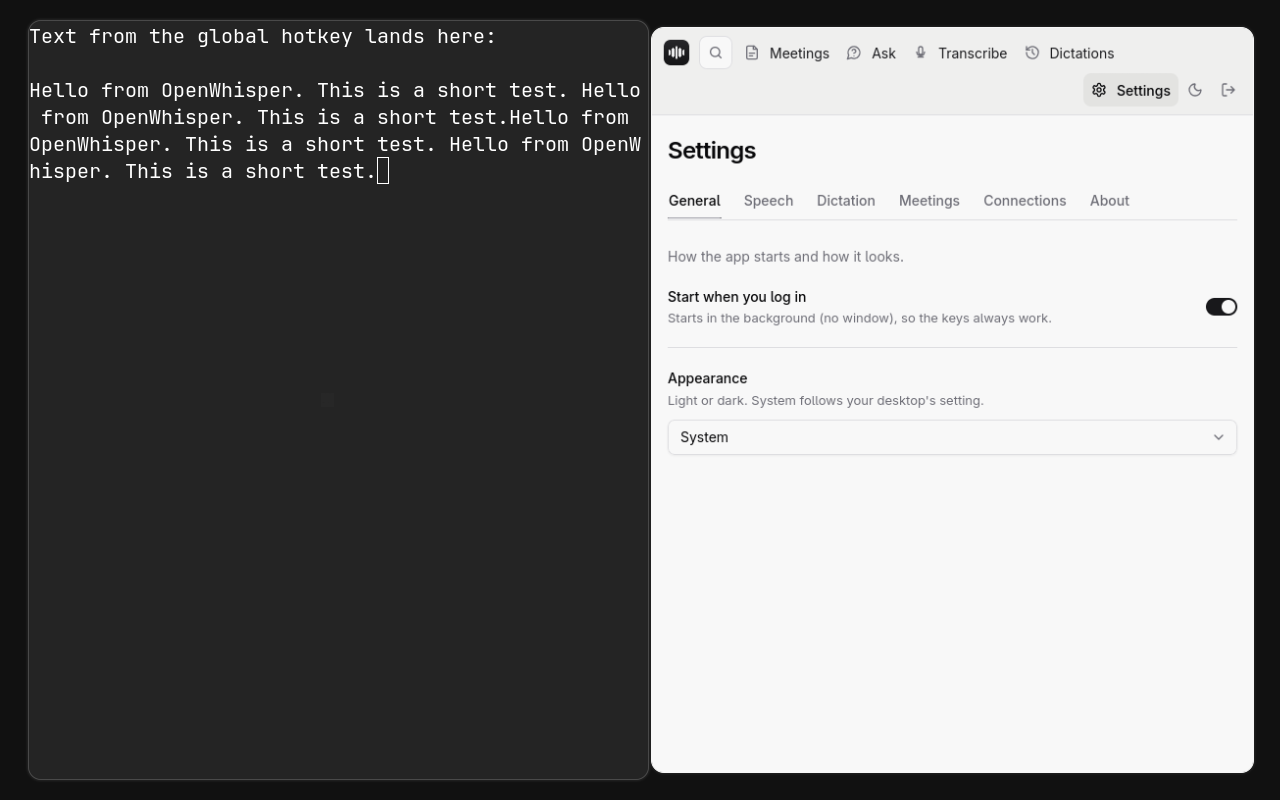 Text from the global hotkey lands here:
Hello from OpenWhisper. This is a short test. Hello
from OpenWhisper. This is a short test.Hello from
OpenWhisper. This is a short test. Hello from OpenW
hisper. This is a short test.
Meetings
Ask
Transcribe
Dictations
Settings
Settings
General
Speech
Dictation
Meetings
Connections
About
How the app starts and how it looks.
Start when you log in
Starts in the background (no window), so the keys always work.
Appearance
Light or dark. System follows your desktop's setting.
System